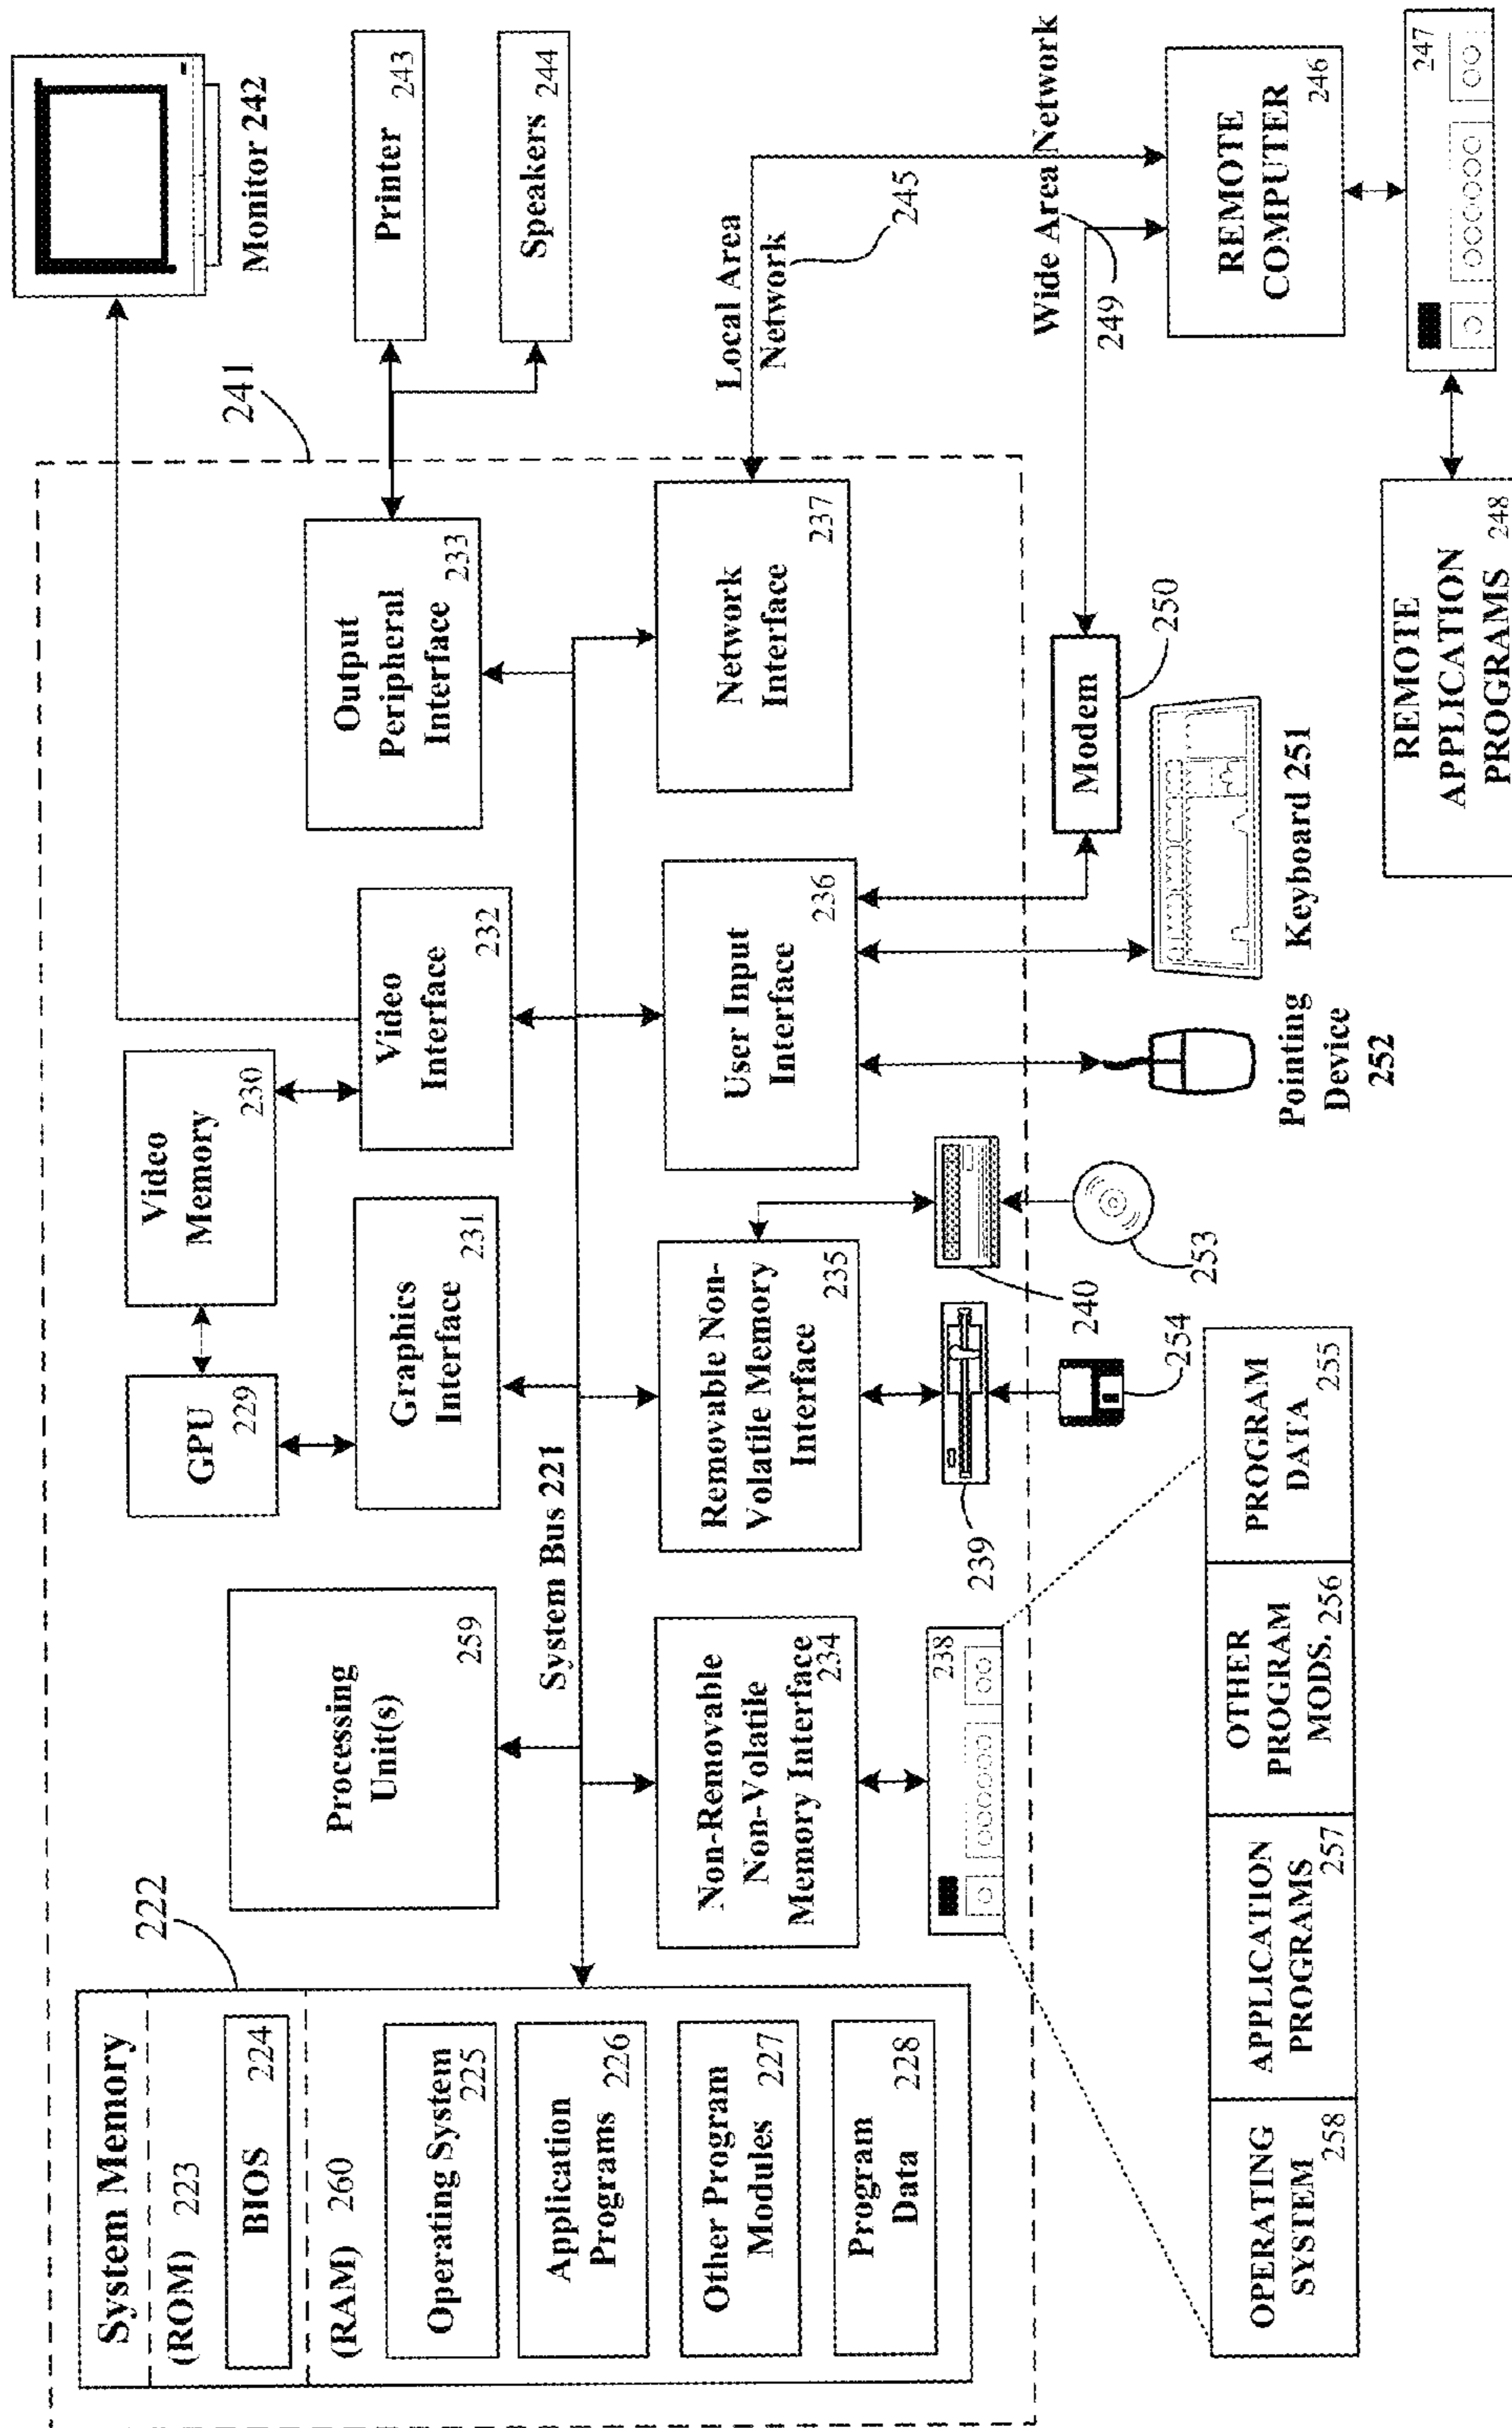 System Memory
(ROM) 223
BIOS 224
(RAM) 260
Operating System
225
Application
Programs 226
Other Program
Modules 227
Program
Data 228
222
Processing
Unit(s)
259
System Bus 221
GPU
229
Video
Memory
230
Graphics
Interface
231
Video
Interface
232
Output
Peripheral
Interface 233
241
Non-Removable
Non-Volatile
Memory Interface
234
Removable Non-
Volatile Memory
Interface
235
User Input
Interface
236
Network
Interface
237
Monitor 242
Printer
243
Speakers
244
Local Area
Network
245
Wide Area Network
249
238
239
240
254
253
Modem
250
Pointing
Device
252
Keyboard 251
REMOTE
COMPUTER
246
247
REMOTE
APPLICATION
PROGRAMS 248
OPERATING
SYSTEM
258
APPLICATION
PROGRAMS
257
OTHER
PROGRAM
MODS. 256
PROGRAM
DATA
255